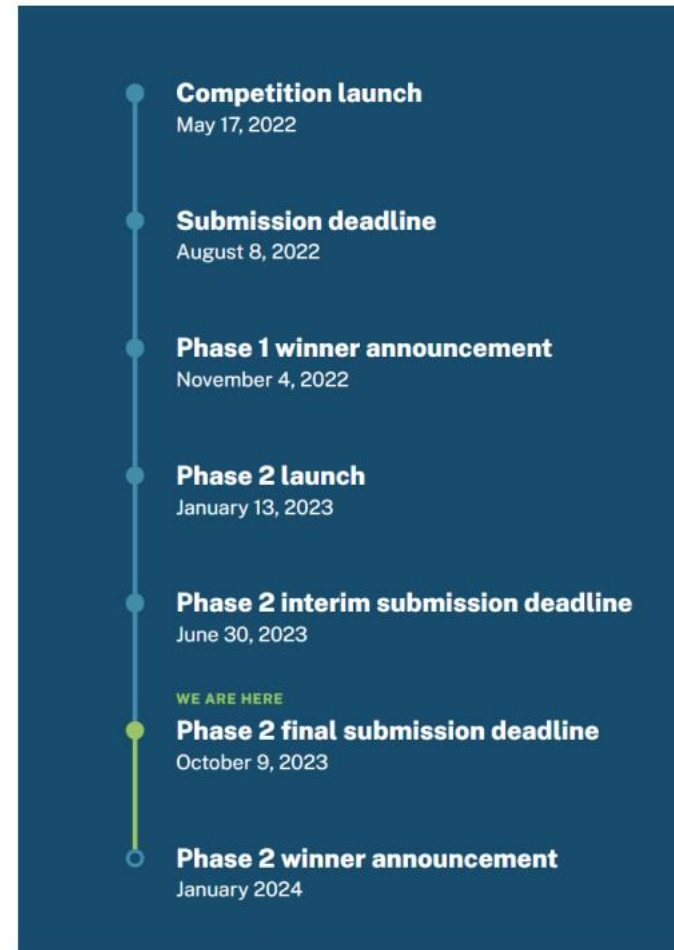 Competition launch
May 17, 2022
Submission deadline
August 8, 2022
Phase 1 winner announcement
November 4, 2022
Phase 2 launch
January 13, 2023
Phase 2 interim submission deadline
June 30, 2023
WE ARE HERE
Phase 2 final submission deadline
October 9, 2023
Phase 2 winner announcement
January 2024